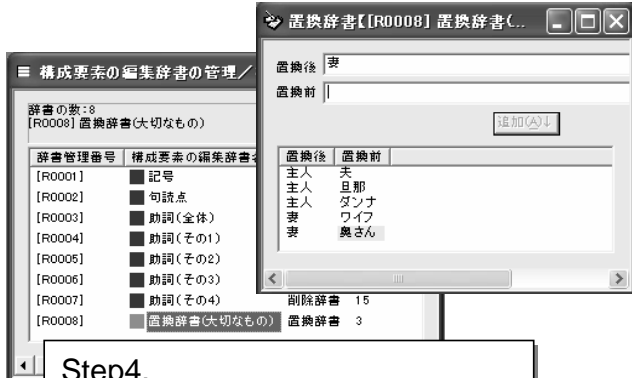 置換辞書【[R0008] 置換辞書(...
置換後 妻
置換前
追加(A)↓
置換後 置換前
主人 夫
主人 旦那
主人 ダンナ
妻 ワイフ
妻 奥さん
構成要素の編集辞書の管理/
辞書の数:8
[R0008] 置換辞書(大切なもの)
辞書管理番号 構成要素の編集辞書
[R0001] 記号
[R0002] 句読点
[R0003] 助詞(全体)
[R0004] 助詞(その1)
[R0005] 助詞(その2)
[R0006] 助詞(その3)
[R0007] 助詞(その4) 削除辞書 15
[R0008] 置換辞書(大切なもの) 置換辞書 3
Step4.